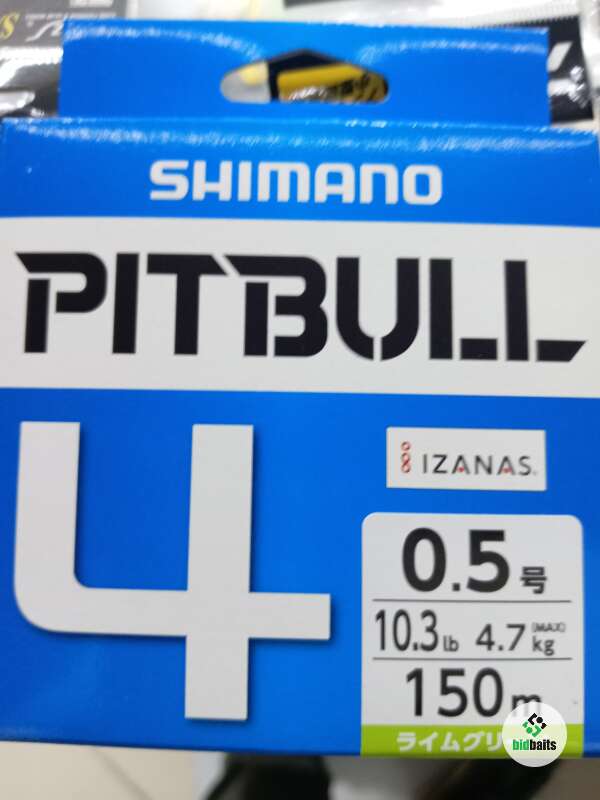 SHIMANO
PITBULL
4
IZANAS
0.5号
10.3lb 4.7kg (MAX)
150m
ライムグリ
bidbaits